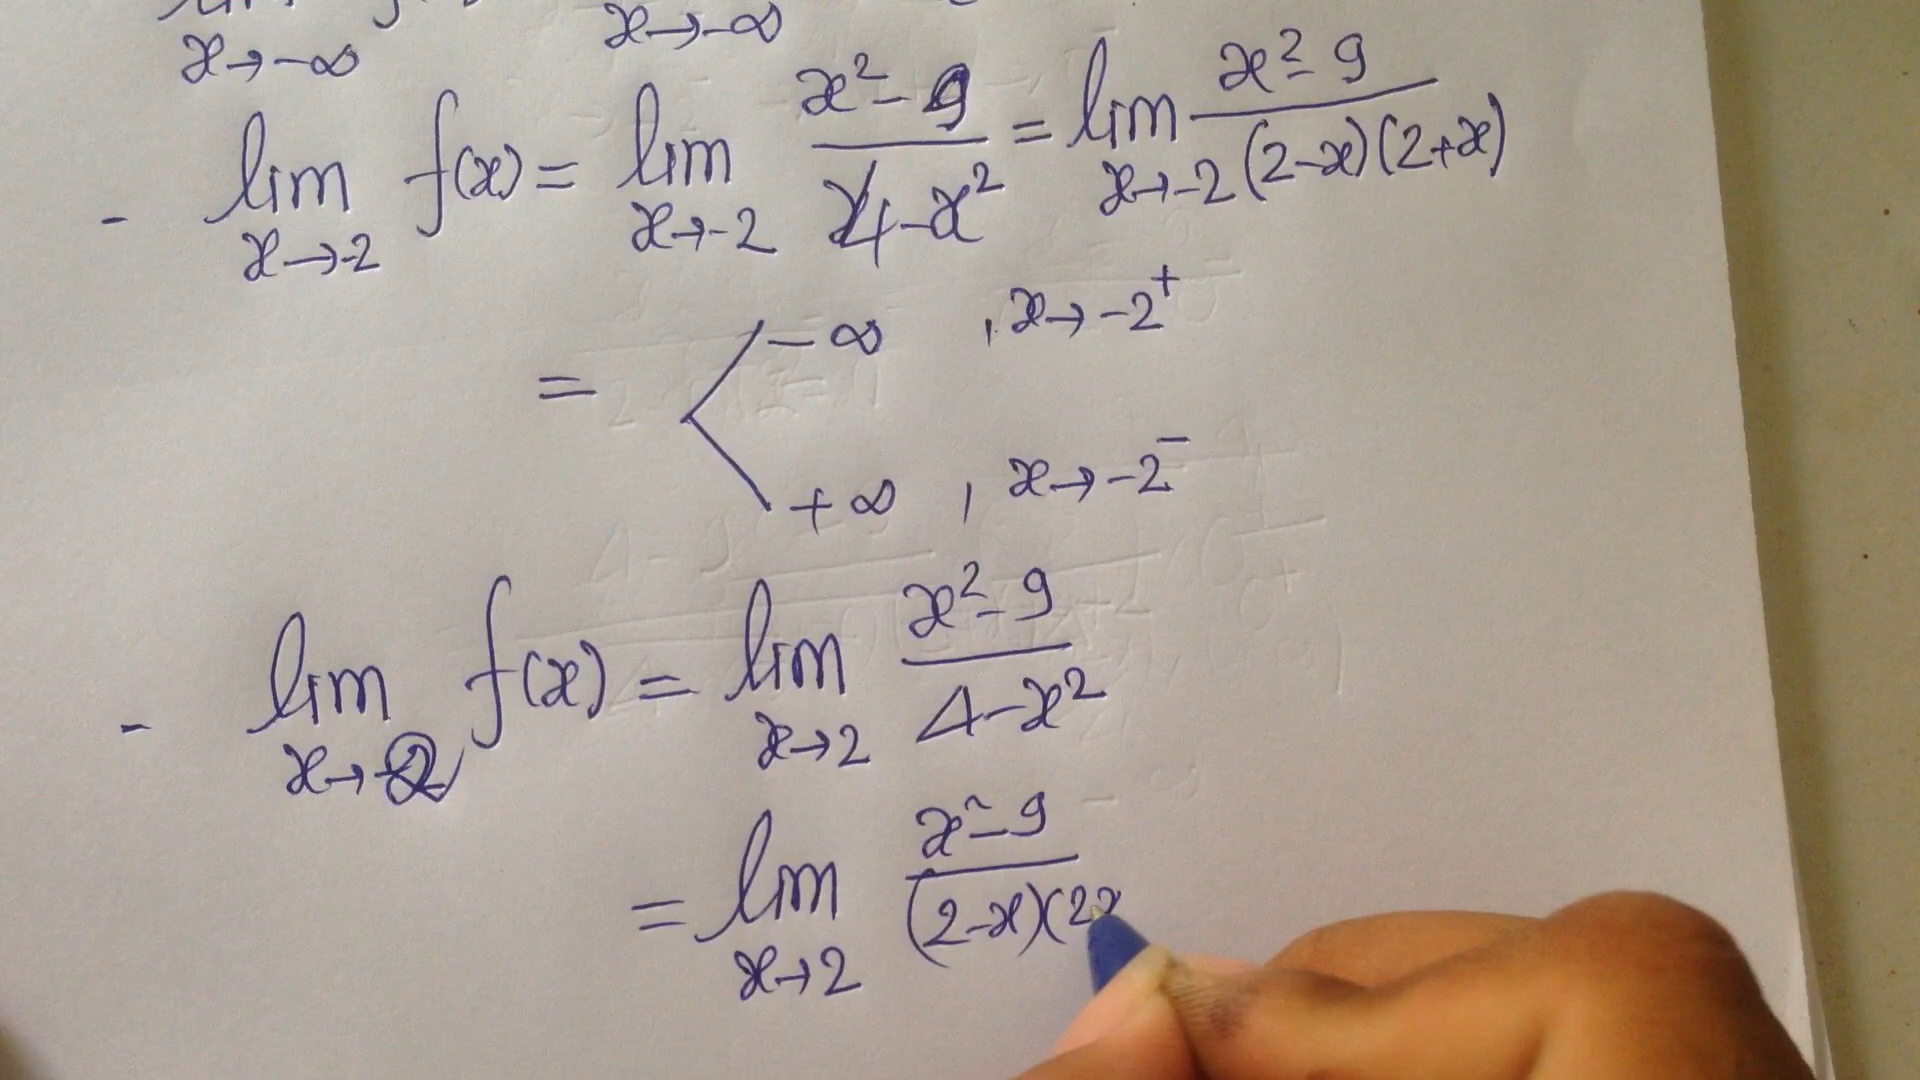 x→-∞ x→-∞
- lim x→-2 f(x) = lim x→-2 x²-9 / 4-x² = lim x→-2 x²-9 / (2-x)(2+x)
= -∞ , x→-2⁺
+∞ , x→-2⁻
- lim x→2 f(x) = lim x→2 x²-9 / 4-x²
= lim x→2 x²-9 / (2-x)(2